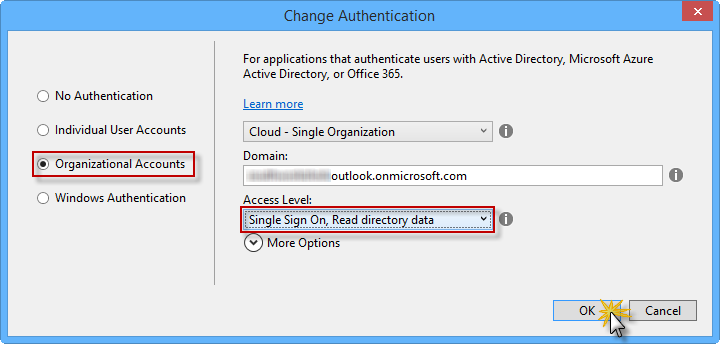 Change Authentication
For applications that authenticate users with Active Directory, Microsoft Azure
Active Directory, or Office 365.
Learn more
No Authentication
Individual User Accounts
Organizational Accounts
Windows Authentication
Cloud - Single Organization
Domain:
outlook.onmicrosoft.com
Access Level:
Single Sign On, Read directory data
More Options
OK
Cancel